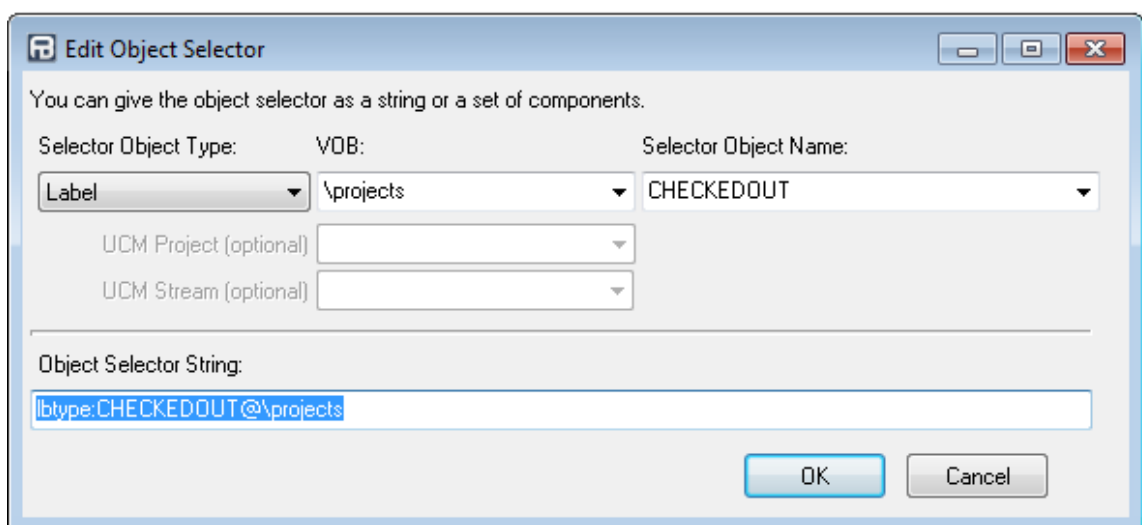 Edit Object Selector
You can give the object selector as a string or a set of components.
Selector Object Type: VOB: Selector Object Name:
Label \projects CHECKEDOUT
UCM Project (optional)
UCM Stream (optional)
Object Selector String:
lbtype:CHECKEDOUT@\projects
OK Cancel